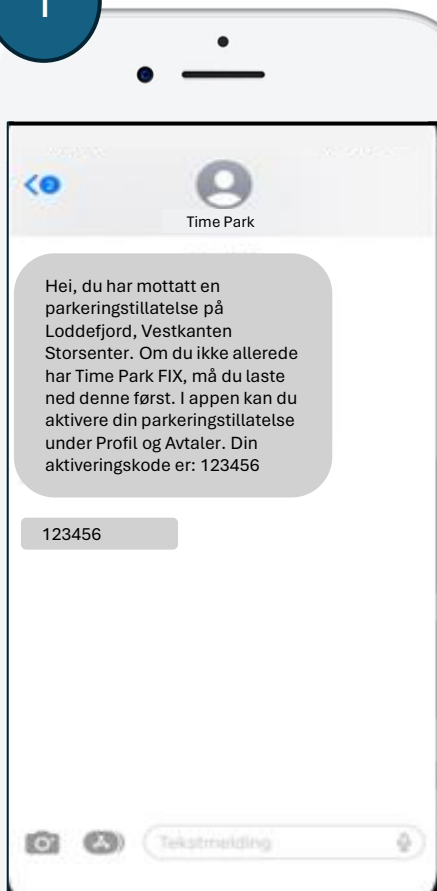 1
2
Time Park
Hei, du har mottatt en
parkeringstillatelse på
Loddefjord, Vestkanten
Storsenter. Om du ikke allerede
har Time Park FIX, må du laste
ned denne først. I appen kan du
aktivere din parkeringstillatelse
under Profil og Avtaler. Din
aktiveringskode er: 123456
123456
Tekstmelding